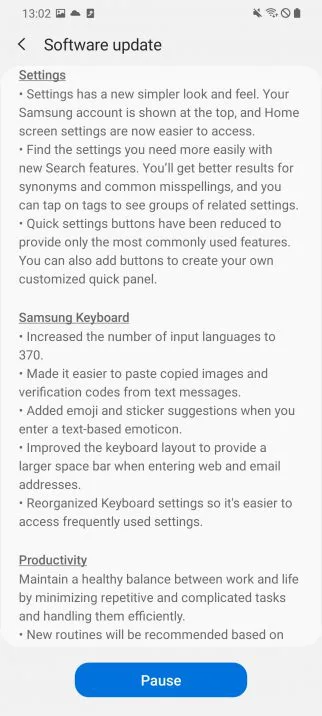 13:02
Software update
Settings
• Settings has a new simpler look and feel. Your
Samsung account is shown at the top, and Home
screen settings are now easier to access.
• Find the settings you need more easily with
new Search features. You'll get better results for
synonyms and common misspellings, and you
can tap on tags to see groups of related settings.
• Quick settings buttons have been reduced to
provide only the most commonly used features.
You can also add buttons to create your own
customized quick panel.
Samsung Keyboard
• Increased the number of input languages to
370.
• Made it easier to paste copied images and
verification codes from text messages.
• Added emoji and sticker suggestions when you
enter a text-based emoticon.
• Improved the keyboard layout to provide a
larger space bar when entering web and email
addresses.
• Reorganized Keyboard settings so it's easier to
access frequently used settings.
Productivity
Maintain a healthy balance between work and life
by minimizing repetitive and complicated tasks
and handling them efficiently.
• New routines will be recommended based on
Pause